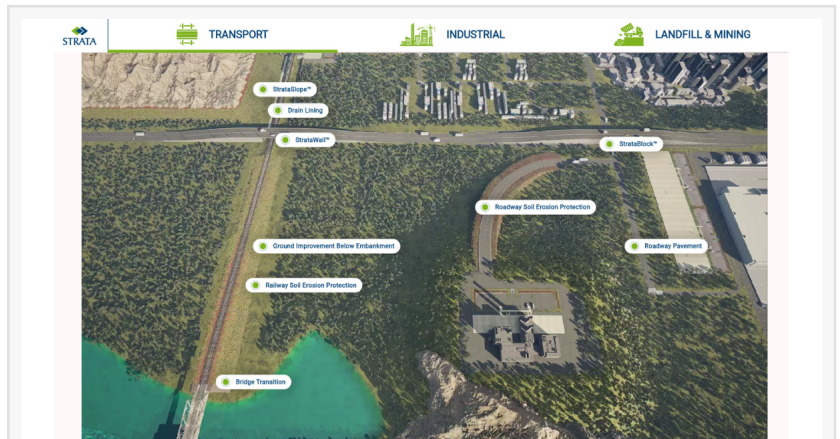 STRATA
TRANSPORT
INDUSTRIAL
LANDFILL & MINING
StrataSlope™
Drain Lining
StrataWall™
StrataBlock™
Roadway Soil Erosion Protection
Ground Improvement Below Embankment
Roadway Pavement
Railway Soil Erosion Protection
Bridge Transition